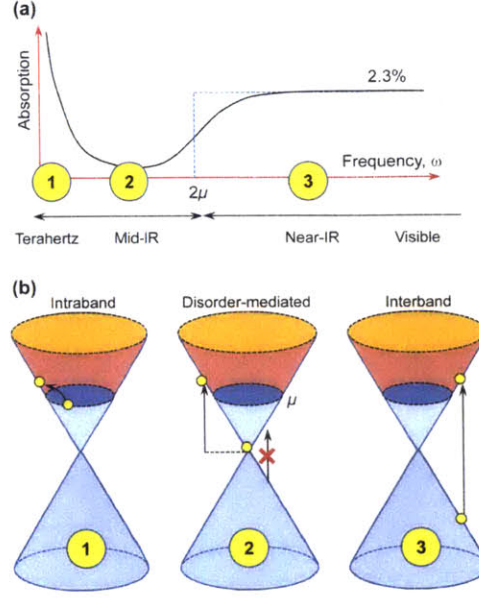 (a)
Absorption
2.3%
Frequency, ω
1
2
3
2μ
Terahertz
Mid-IR
Near-IR
Visible
(b)
Intraband
Disorder-mediated
Interband
μ
1
2
3